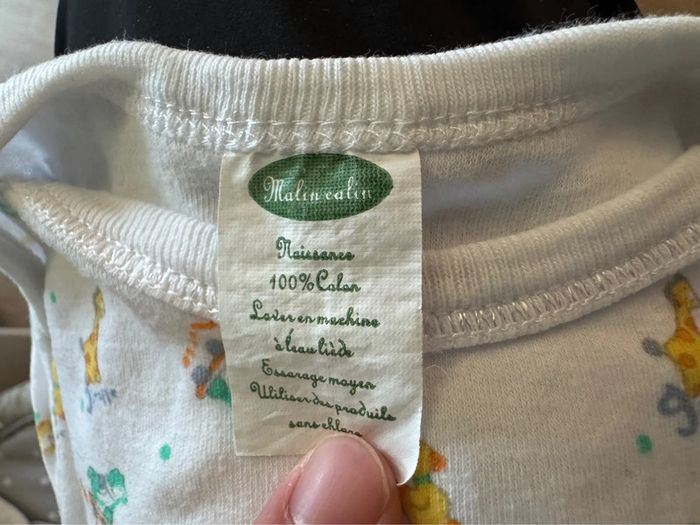 Malin calin
Naissance
100% Coton
Laver en machine
à l'eau tiède
Essorage moyen
Utiliser des produits
sans chlore